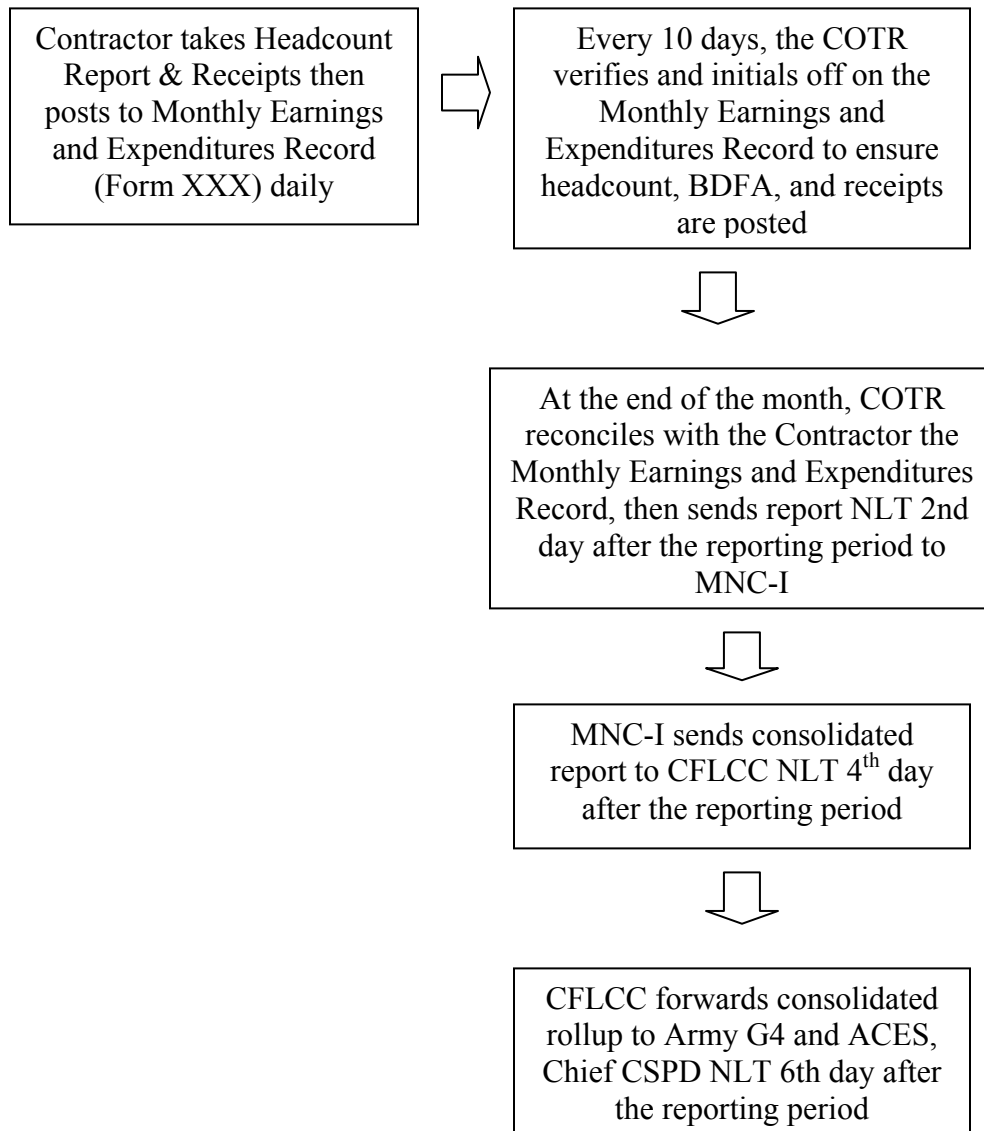 Contractor takes Headcount
Report & Receipts then
posts to Monthly Earnings
and Expenditures Record
(Form XXX) daily
Every 10 days, the COTR
verifies and initials off on the
Monthly Earnings and
Expenditures Record to ensure
headcount, BDFA, and receipts
are posted
At the end of the month, COTR
reconciles with the Contractor the
Monthly Earnings and Expenditures
Record, then sends report NLT 2nd
day after the reporting period to
MNC-I
MNC-I sends consolidated
report to CFLCC NLT 4th day
after the reporting period
CFLCC forwards consolidated
rollup to Army G4 and ACES,
Chief CSPD NLT 6th day after
the reporting period